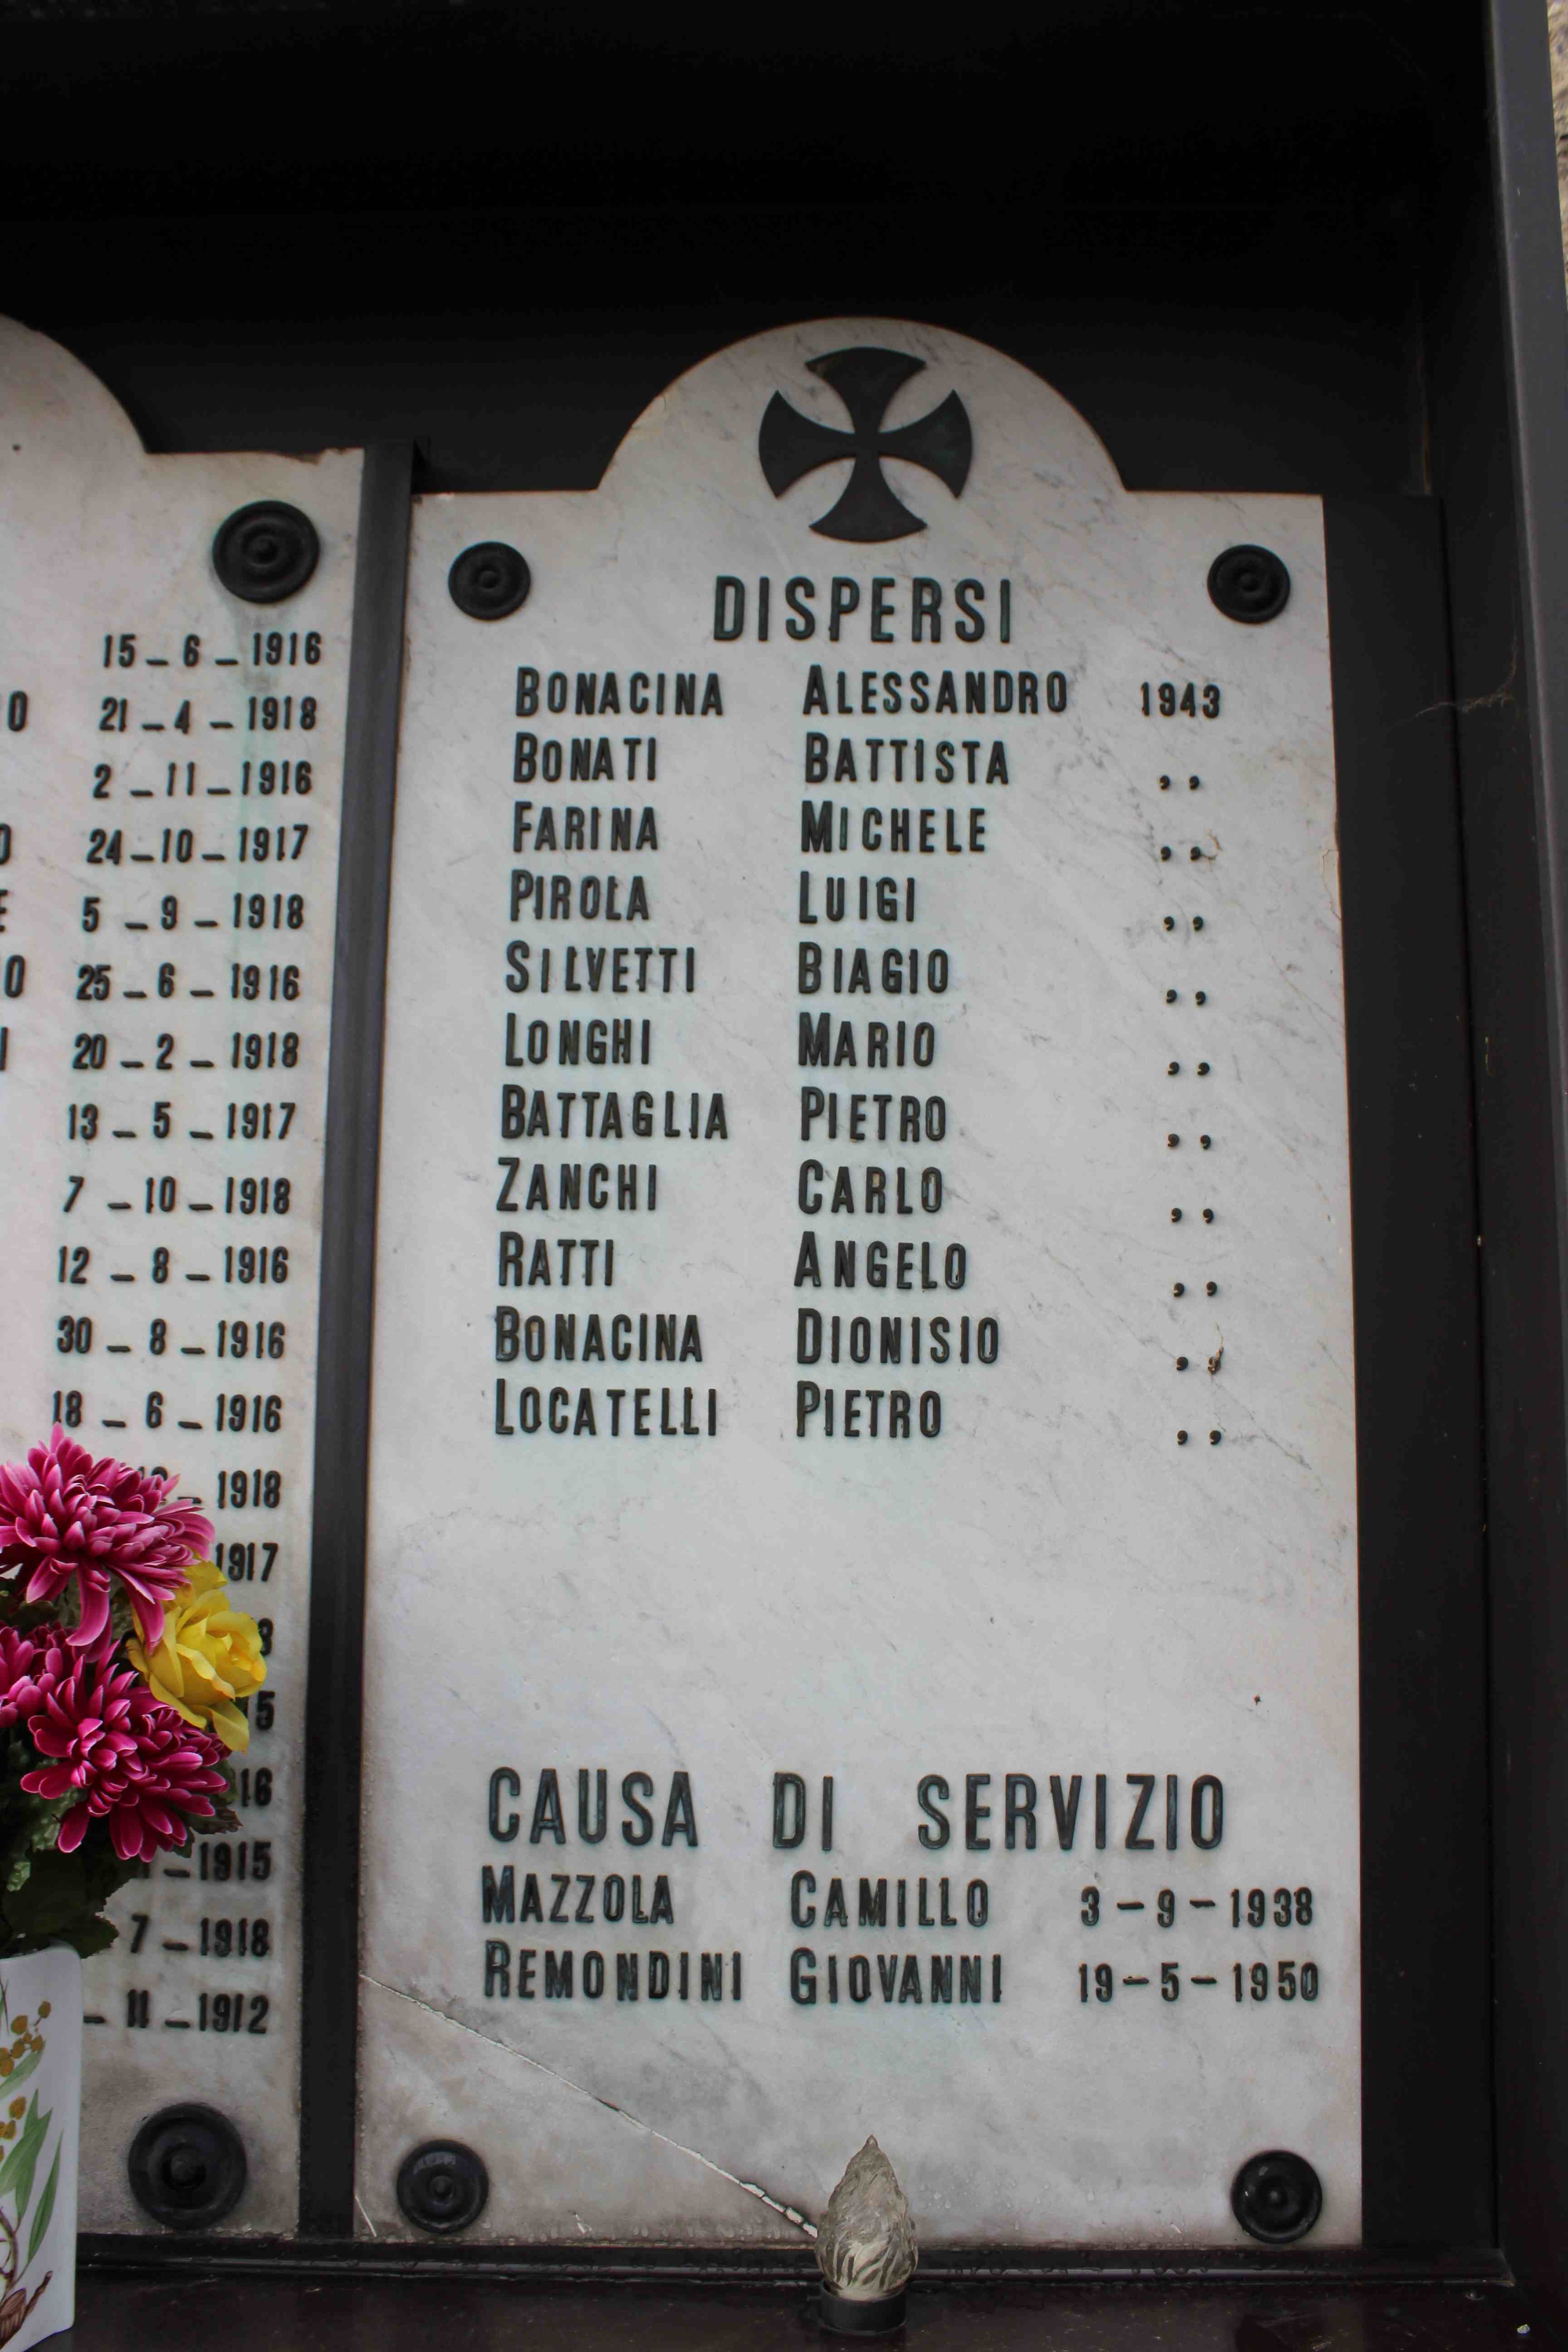 15 – 6 – 1916
21 – 4 – 1918
2 – 11 – 1916
24 – 10 – 1917
5 – 9 – 1918
25 – 6 – 1916
20 – 2 – 1918
13 – 5 – 1917
7 – 10 – 1918
12 – 8 – 1916
30 – 8 – 1916
18 – 6 – 1916
– 1918
1917
– 1915
7 – 1918
– 11 – 1912
DISPERSI
BONACINA ALESSANDRO 1943
BONATI BATTISTA ,,
FARINA MICHELE ,,
PIROLA LUIGI ,,
SILVETTI BIAGIO ,,
LONGHI MARIO ,,
BATTAGLIA PIETRO ,,
ZANCHI CARLO ,,
RATTI ANGELO ,,
BONACINA DIONISIO ,,
LOCATELLI PIETRO ,,
CAUSA DI SERVIZIO
MAZZOLA CAMILLO 3 – 9 – 1938
REMONDINI GIOVANNI 19 – 5 – 1950